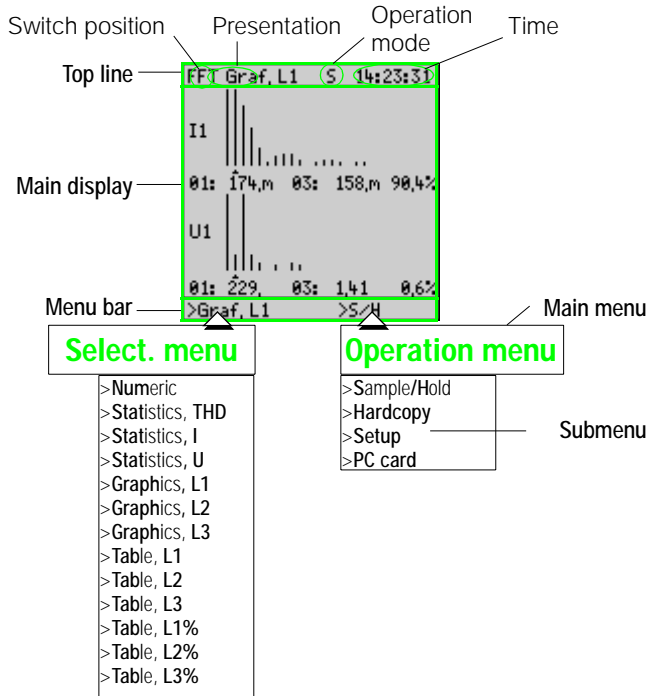 Switch position
Presentation
Operation
mode
Time
Top line
FFT Graf, L1 S 14:23:31
I1
Main display
01: 174,m 03: 158,m 90,4%
U1
01: 229, 03: 1,41 0,6%
Menu bar
>Graf, L1 >S/H
Main menu
Select. menu
Operation menu
>Numeric
>Statistics, THD
>Statistics, I
>Statistics, U
>Graphics, L1
>Graphics, L2
>Graphics, L3
>Table, L1
>Table, L2
>Table, L3
>Table, L1%
>Table, L2%
>Table, L3%
>Sample/Hold
>Hardcopy
>Setup
>PC card
Submenu